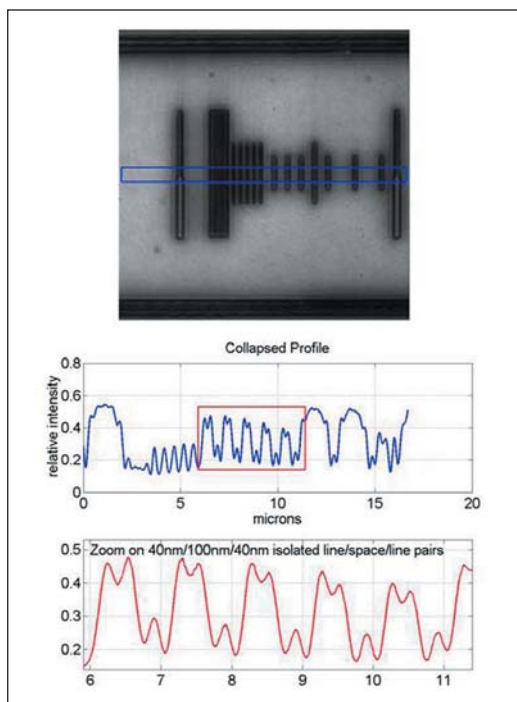 Collapsed Profile
0.8
0.6
0.4
0.2
0
relative intensity
0 5 10 15 20
microns
Zoom on 40nm/100nm/40nm isolated line/space/line pairs
0.5
0.4
0.3
0.2
6 7 8 9 10 11